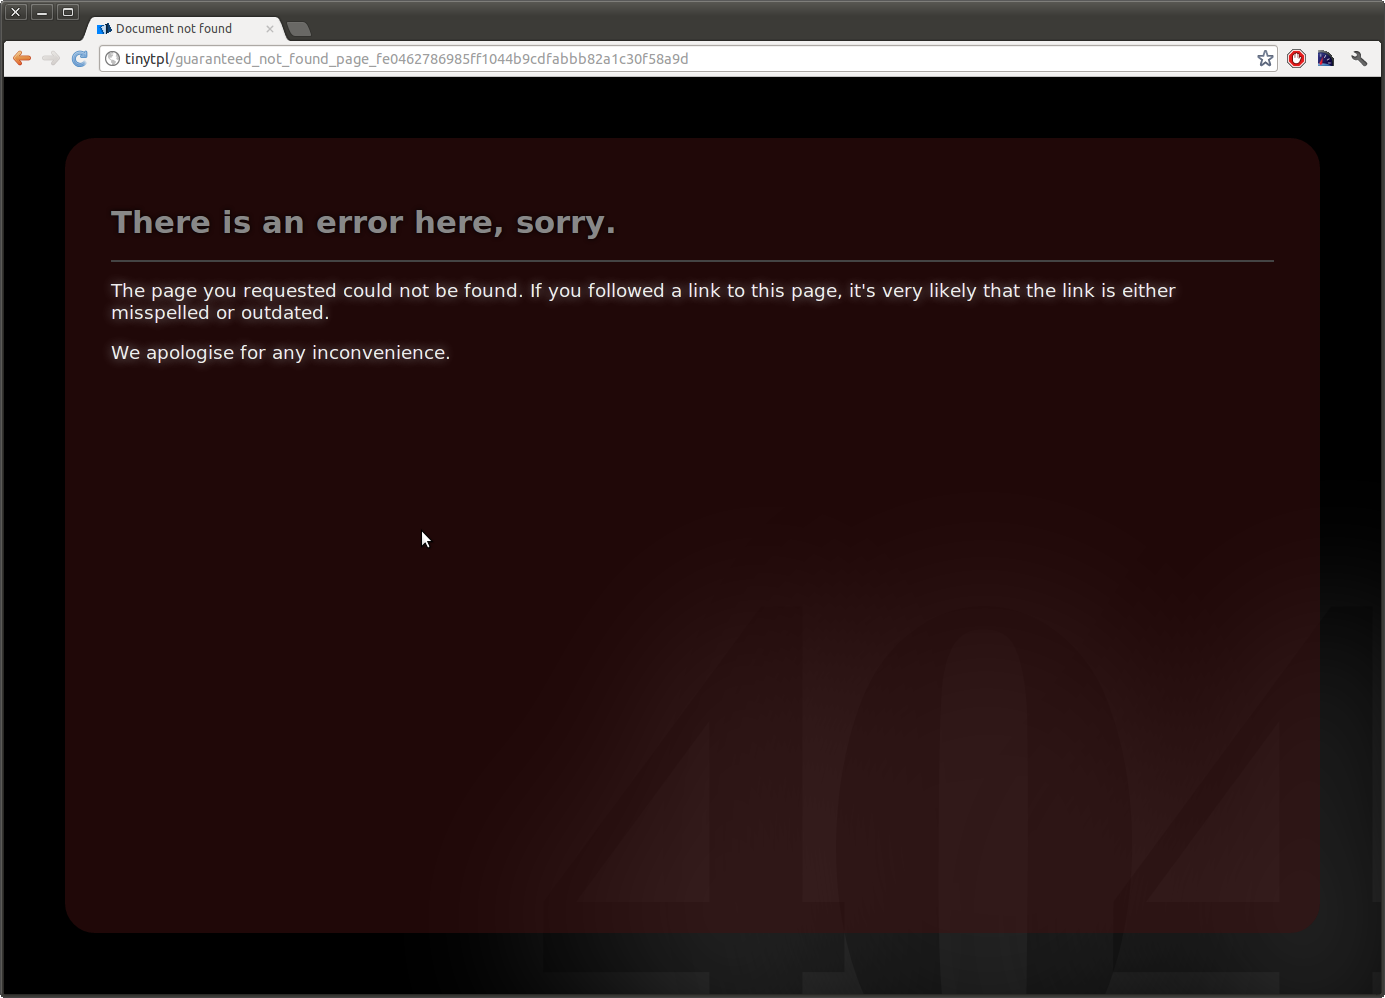 Document not found
tinytpl/guaranteed_not_found_page_fe0462786985ff1044b9cdfabbb82a1c30f58a9d
There is an error here, sorry.
The page you requested could not be found. If you followed a link to this page, it's very likely that the link is either
misspelled or outdated.
We apologise for any inconvenience.
404